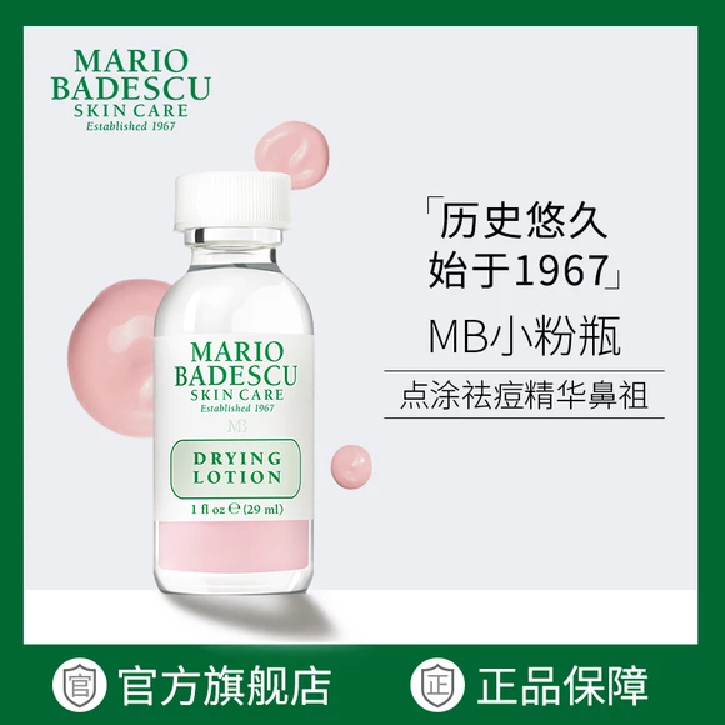 MARIO
BADESCU
SKIN CARE
Established 1967
「历史悠久
始于1967」
MB小粉瓶
点涂祛痘精华鼻祖
MARIO
BADESCU
SKIN CARE
Established 1967
MB
DRYING
LOTION
1 fl oz ℮ (29 ml)
官 官方旗舰店
正 正品保障